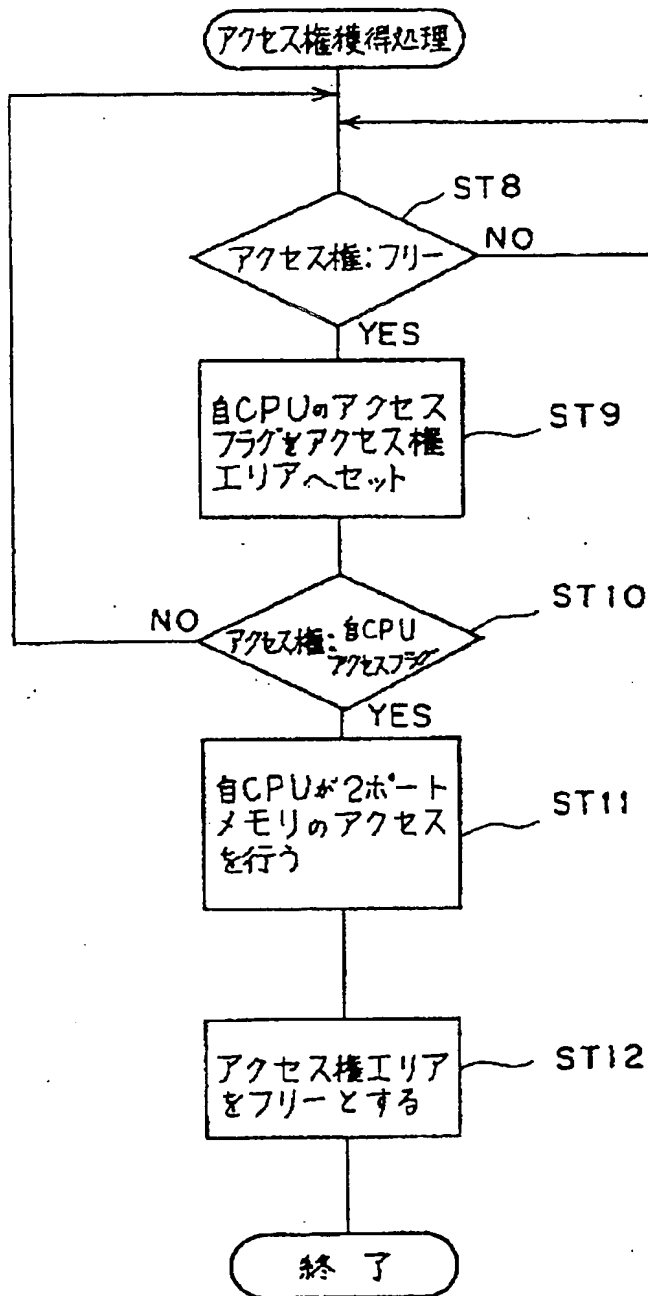 アクセス権獲得処理
ST8
アクセス権:フリー
NO
YES
自CPUのアクセス
フラグをアクセス権
エリアへセット
ST9
NO
アクセス権:自CPU
アクセスフラグ
ST10
YES
自CPUが2ポート
メモリのアクセス
を行う
ST11
アクセス権エリア
をフリーとする
ST12
終了